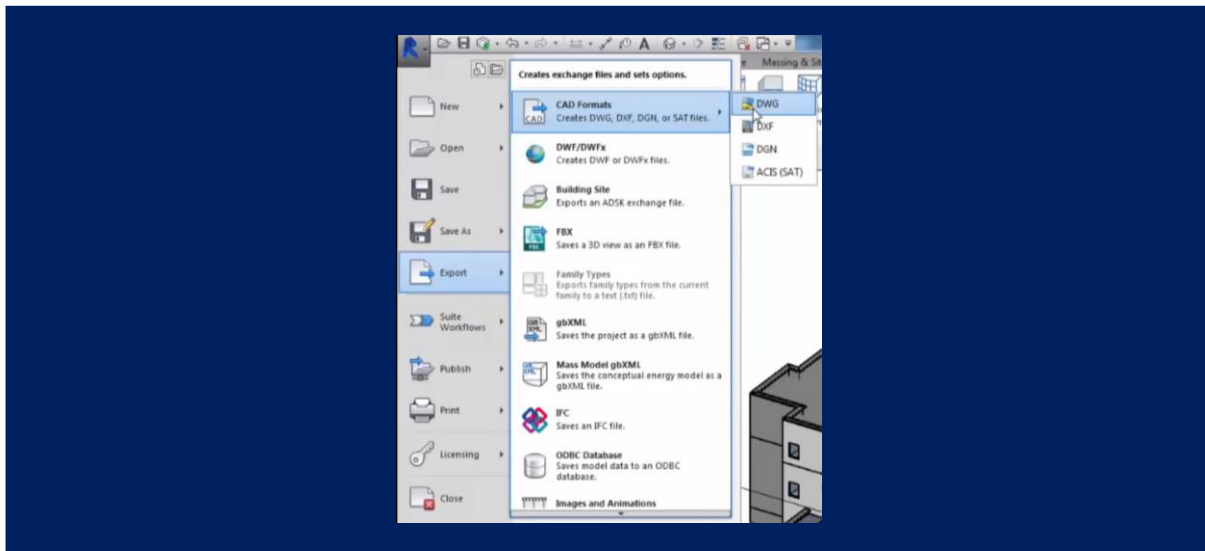 Massing & Sit
Creates exchange files and sets options.
New
CAD Formats
Creates DWG, DXF, DGN, or SAT files.
CAD
DWG
DXF
DGN
ACIS (SAT)
Open
DWF/DWFx
Creates DWF or DWFx files.
Save
Building Site
Exports an ADSK exchange file.
Save As
FBX
Saves a 3D view as an FBX file.
FBX
Export
Family Types
Exports family types from the current
family to a text (.txt) file.
Suite
Workflows
gbXML
Saves the project as a gbXML file.
Publish
Mass Model gbXML
Saves the conceptual energy model as a
gbXML file.
Print
IFC
Saves an IFC file.
Licensing
ODBC Database
Saves model data to an ODBC
database.
Close
Images and Animations